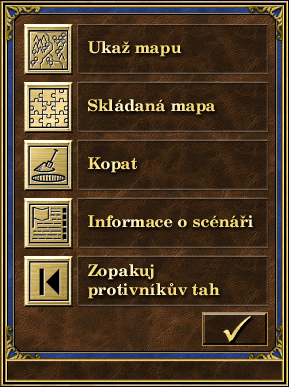 Ukaž mapu
Skládaná mapa
Kopat
Informace o scénáři
Zopakuj
protivníkův tah